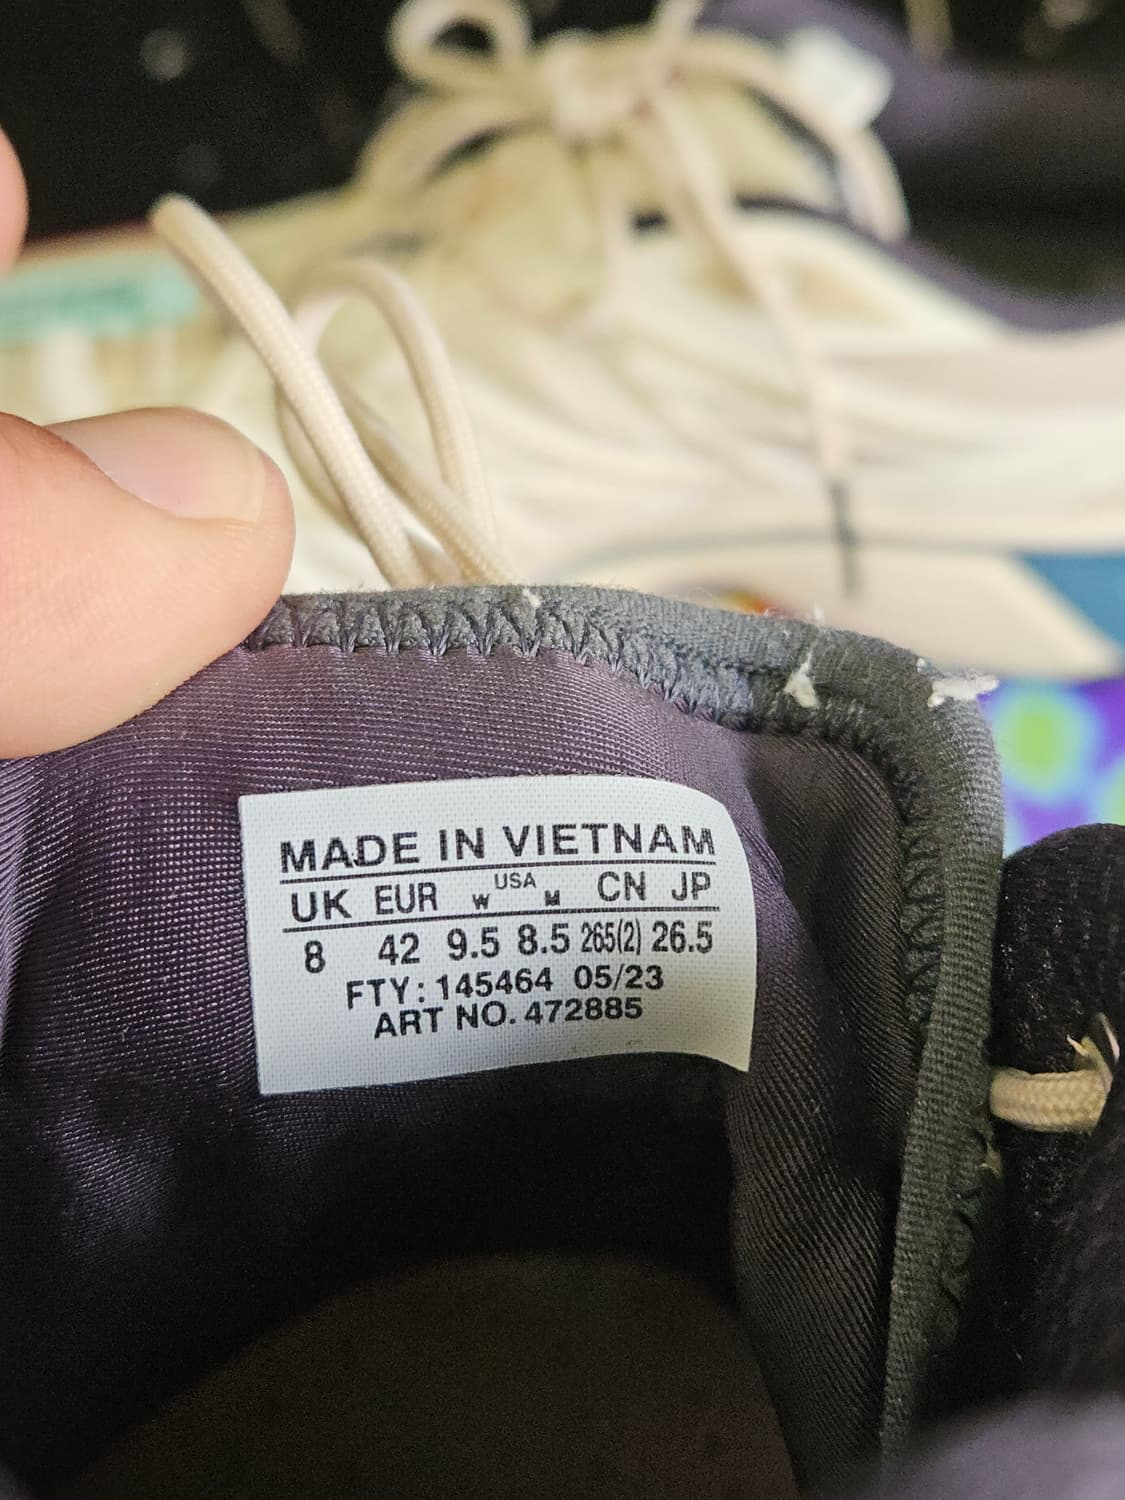 MADE IN VIETNAM
UK EUR W USA M CN JP
8 42 9.5 8.5 265(2) 26.5
FTY: 145464 05/23
ART NO. 472885